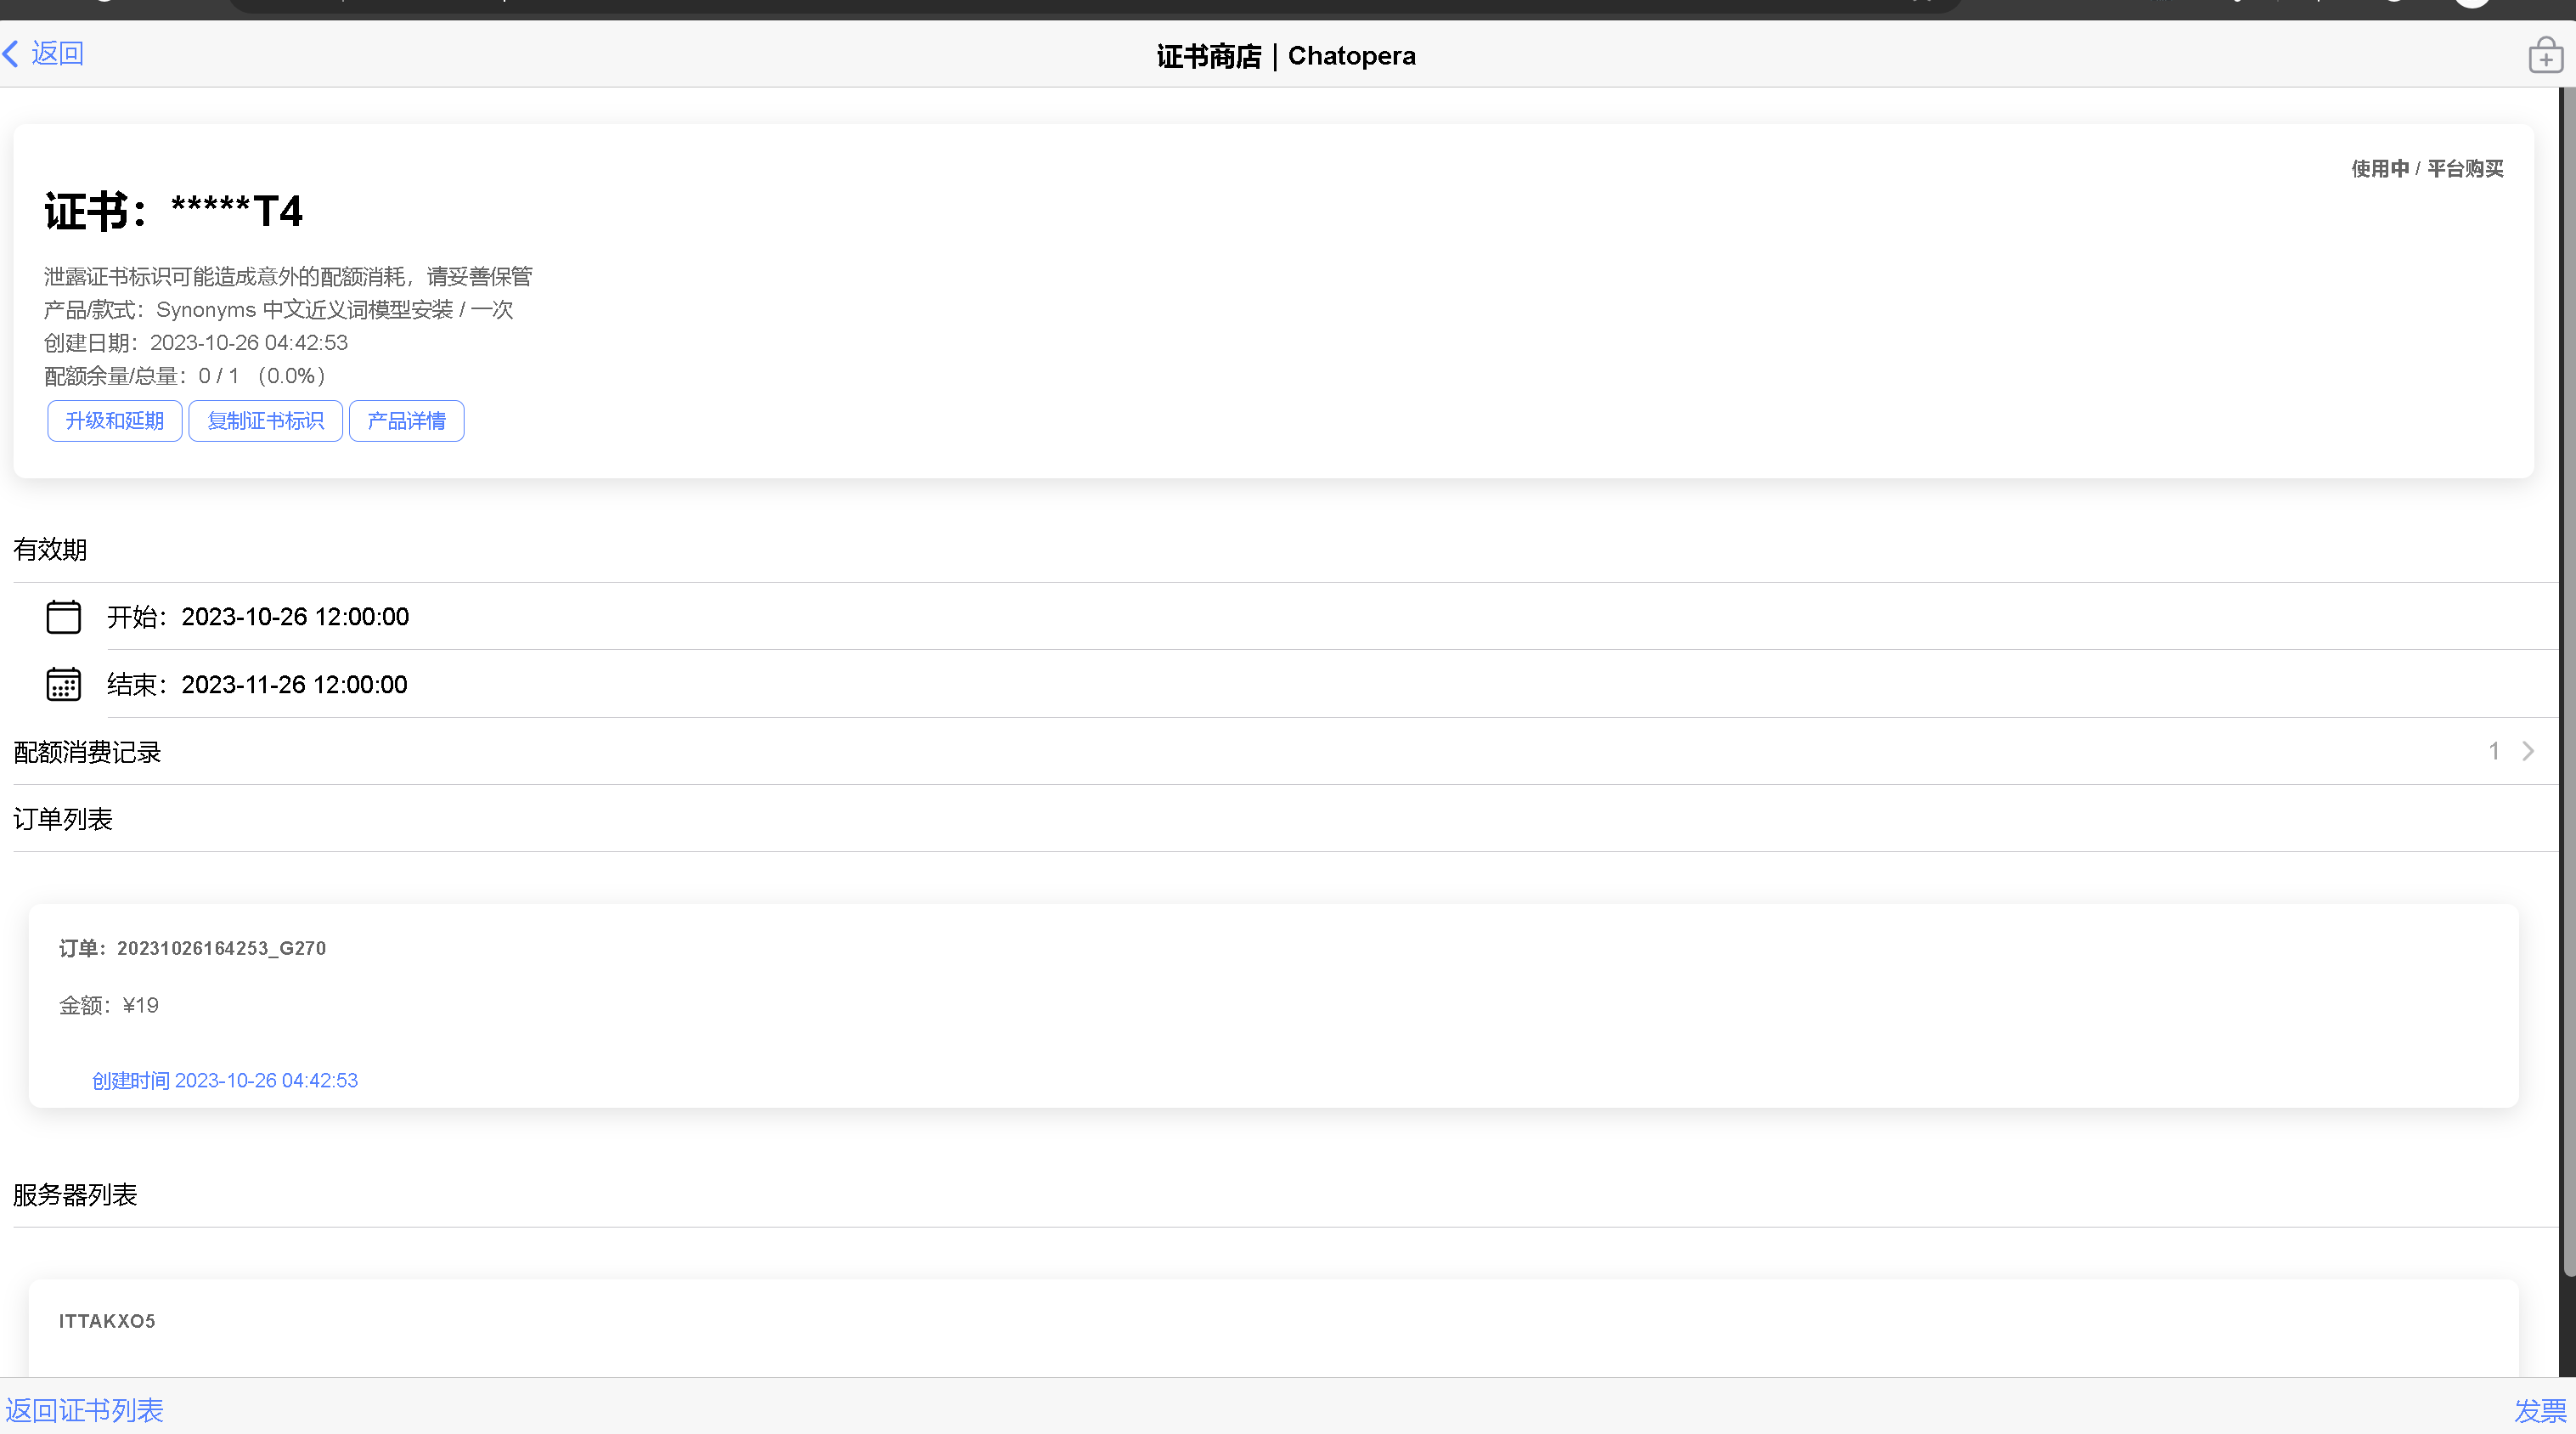 返回
证书商店 | Chatopera
使用中 / 平台购买
证书：*****T4
泄露证书标识可能造成意外的配额消耗，请妥善保管
产品/款式：Synonyms 中文近义词模型安装 / 一次
创建日期：2023-10-26 04:42:53
配额余量/总量：0 / 1 （0.0%）
升级和延期 复制证书标识 产品详情
有效期
开始：2023-10-26 12:00:00
结束：2023-11-26 12:00:00
配额消费记录 1
订单列表
订单：20231026164253_G270
金额：¥19
创建时间 2023-10-26 04:42:53
服务器列表
ITTAKXO5
返回证书列表 发票